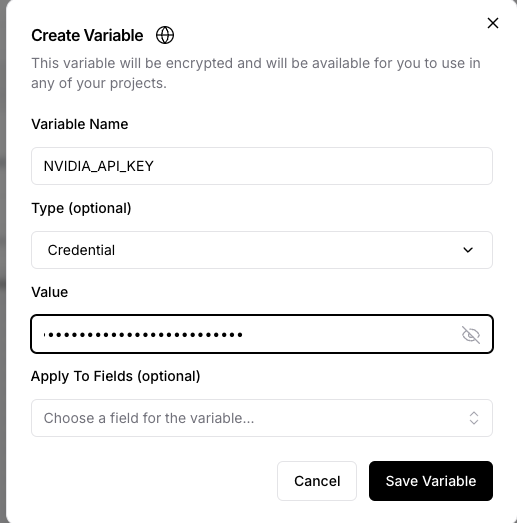 Create Variable
This variable will be encrypted and will be available for you to use in
any of your projects.
Variable Name
NVIDIA_API_KEY
Type (optional)
Credential
Value
Apply To Fields (optional)
Choose a field for the variable...
Cancel
Save Variable